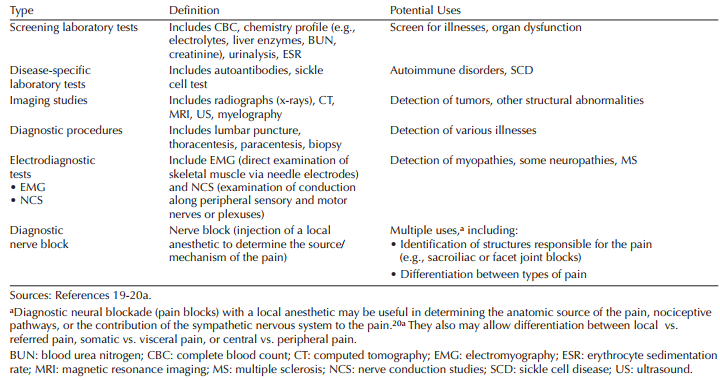 Type Definition Potential Uses
Screening laboratory tests Includes CBC, chemistry profile (e.g., Screen for illnesses, organ dysfunction
electrolytes, liver enzymes, BUN,
creatinine), urinalysis, ESR
Disease-specific Includes autoantibodies, sickle Autoimmune disorders, SCD
laboratory tests cell test
Imaging studies Includes radiographs (x-rays), CT, Detection of tumors, other structural abnormalities
MRI, US, myelography
Diagnostic procedures Includes lumbar puncture, Detection of various illnesses
thoracentesis, paracentesis, biopsy
Electrodiagnostic Include EMG (direct examination of Detection of myopathies, some neuropathies, MS
tests skeletal muscle via needle electrodes)
• EMG and NCS (examination of conduction
• NCS along peripheral sensory and motor
nerves or plexuses)
Diagnostic Nerve block (injection of a local Multiple uses,a including:
nerve block anesthetic to determine the source/ • Identification of structures responsible for the pain
mechanism of the pain) (e.g., sacroiliac or facet joint blocks)
• Differentiation between types of pain
Sources: References 19-20a.
aDiagnostic neural blockade (pain blocks) with a local anesthetic may be useful in determining the anatomic source of the pain, nociceptive
pathways, or the contribution of the sympathetic nervous system to the pain.20a They also may allow differentiation between local vs.
referred pain, somatic vs. visceral pain, or central vs. peripheral pain.
BUN: blood urea nitrogen; CBC: complete blood count; CT: computed tomography; EMG: electromyography; ESR: erythrocyte sedimentation
rate; MRI: magnetic resonance imaging; MS: multiple sclerosis; NCS: nerve conduction studies; SCD: sickle cell disease; US: ultrasound.